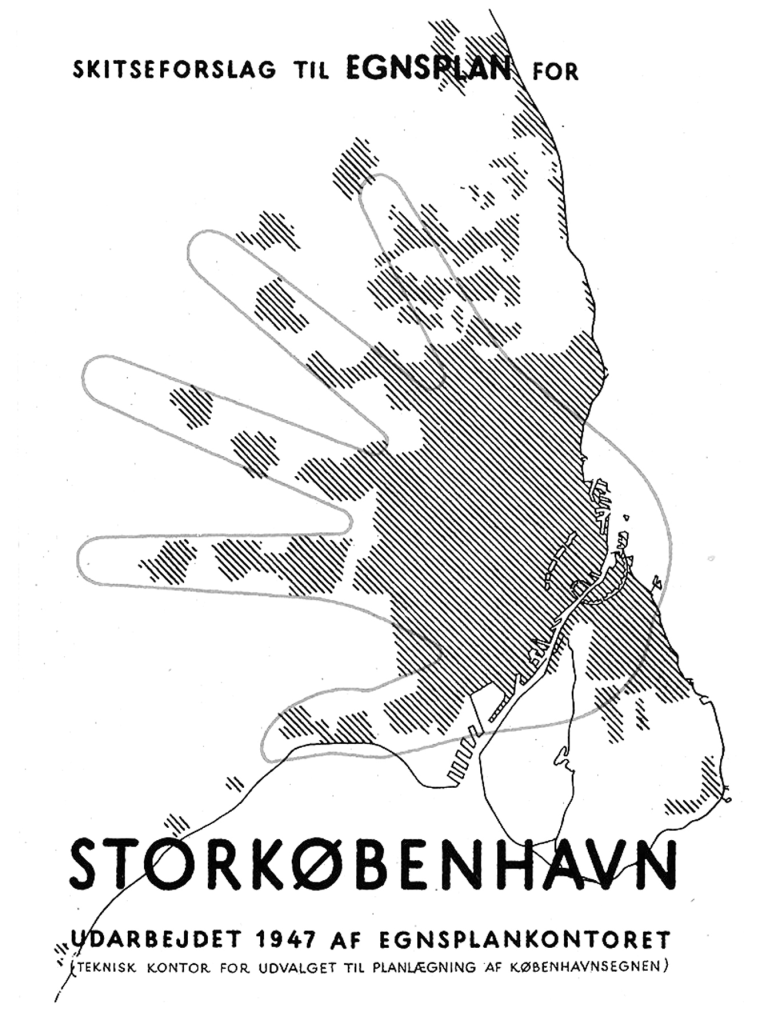 SKITSEFORSLAG TIL EGNSPLAN FOR
STORKØBENHAVN
UDARBEJDET 1947 AF EGNSPLANKONTORET
(TEKNISK KONTOR FOR UDVALGET TIL PLANLÆGNING AF KØBENHAVNSEGNEN)